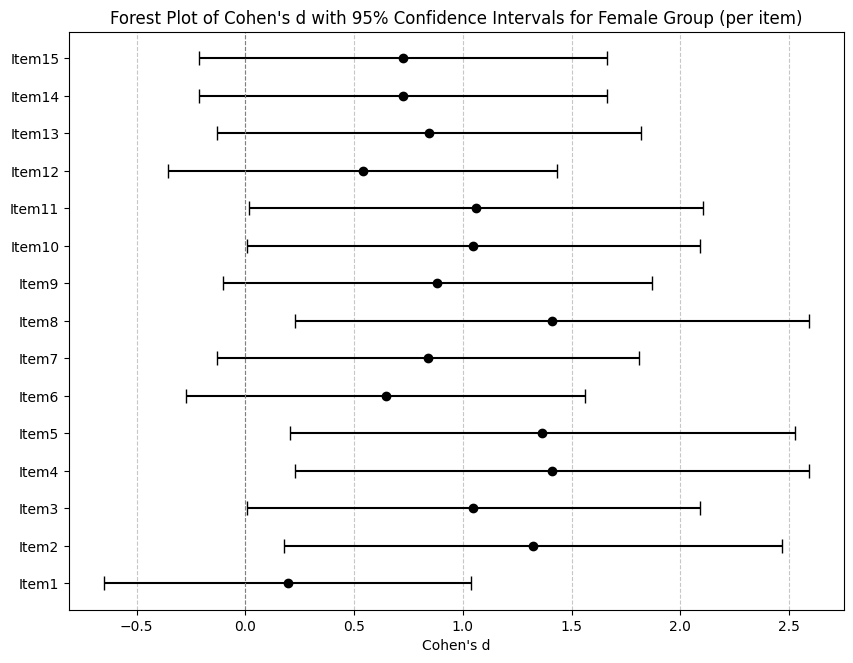 Forest Plot of Cohen's d with 95% Confidence Intervals for Female Group (per item)
Item15
Item14
Item13
Item12
Item11
Item10
Item9
Item8
Item7
Item6
Item5
Item4
Item3
Item2
Item1
−0.5 0.0 0.5 1.0 1.5 2.0 2.5
Cohen's d